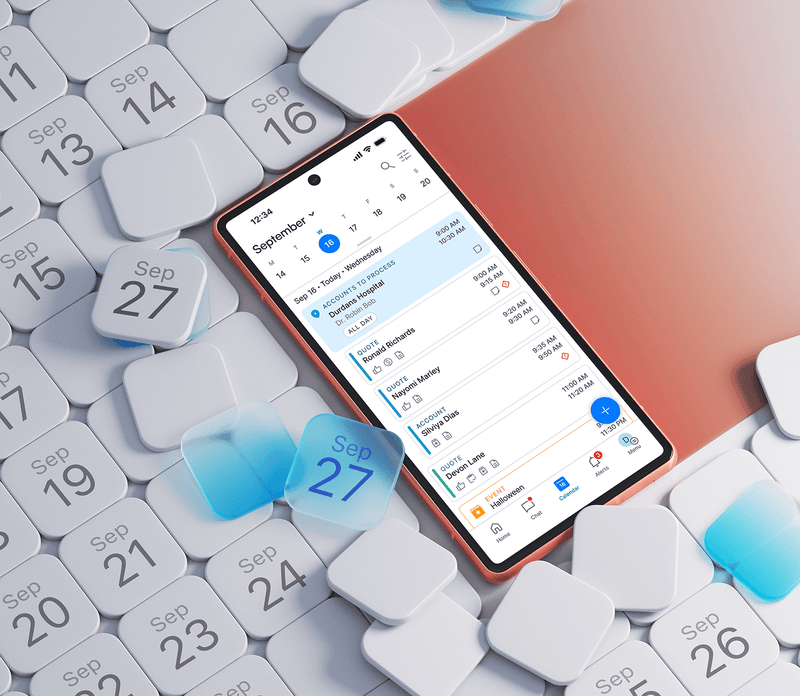 11
Sep
14
Sep
13
Sep
16
Sep
15
Sep
27
17
Sep
19
Sep
21
Sep
20
Sep
23
Sep
24
Sep
22
Sep
27
Sep
26
Sep
12:34
September
M T W T F S S
14 15 16 17 18 19 20
Sep 16 • Today • Wednesday
ACCOUNTS TO PROCESS
Durdans Hospital
Dr. Robin Bob
ALL DAY
9:00 AM
10:30 AM
QUOTE
Ronald Richards
9:00 AM
9:15 AM
QUOTE
Nayomi Marley
9:20 AM
9:30 AM
ACCOUNT
Silviya Dias
9:35 AM
9:50 AM
QUOTE
Devon Lane
11:00 AM
11:20 AM
EVENT
Halloween
11:30 PM
Home
Chat
16
Calendar
3
Alerts
D
Menu